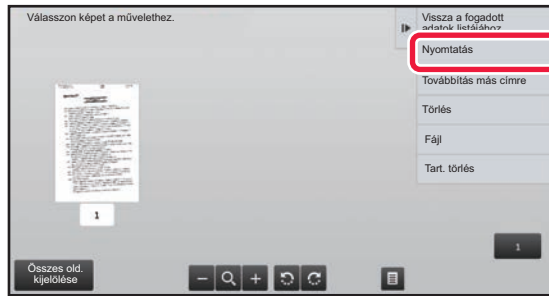 Válasszon képet a művelethez.
Vissza a fogadott
adatok listájához
Nyomtatás
Továbbítás más címre
Törlés
Fájl
Tart. törlés
1
1
Összes old.
kijelölése